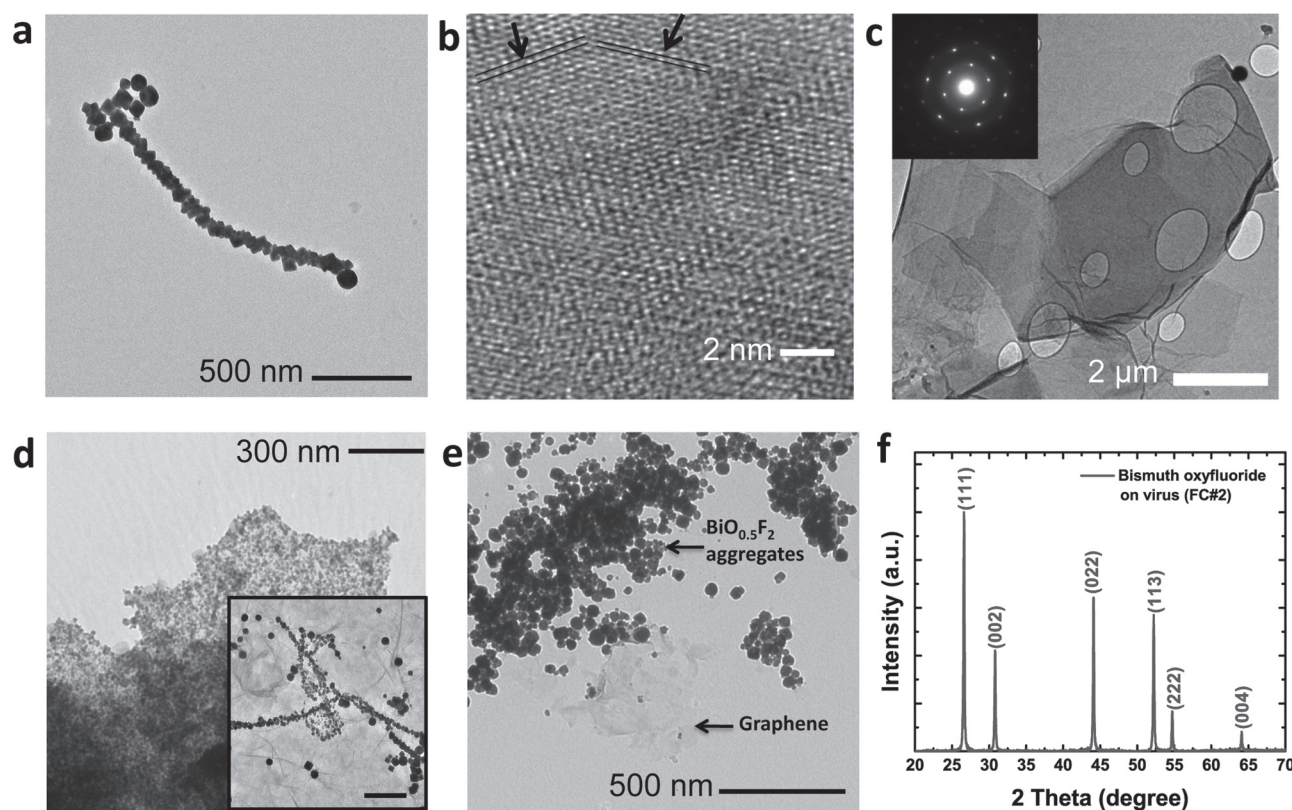 a
500 nm
b
2 nm
c
2 µm
d
300 nm
e
BiO0.5F2
aggregates
Graphene
500 nm
f
Intensity (a.u.)
Bismuth oxyfluoride
on virus (FC#2)
(111)
(002)
(022)
(113)
(222)
(004)
20 25 30 35 40 45 50 55 60 65 70
2 Theta (degree)